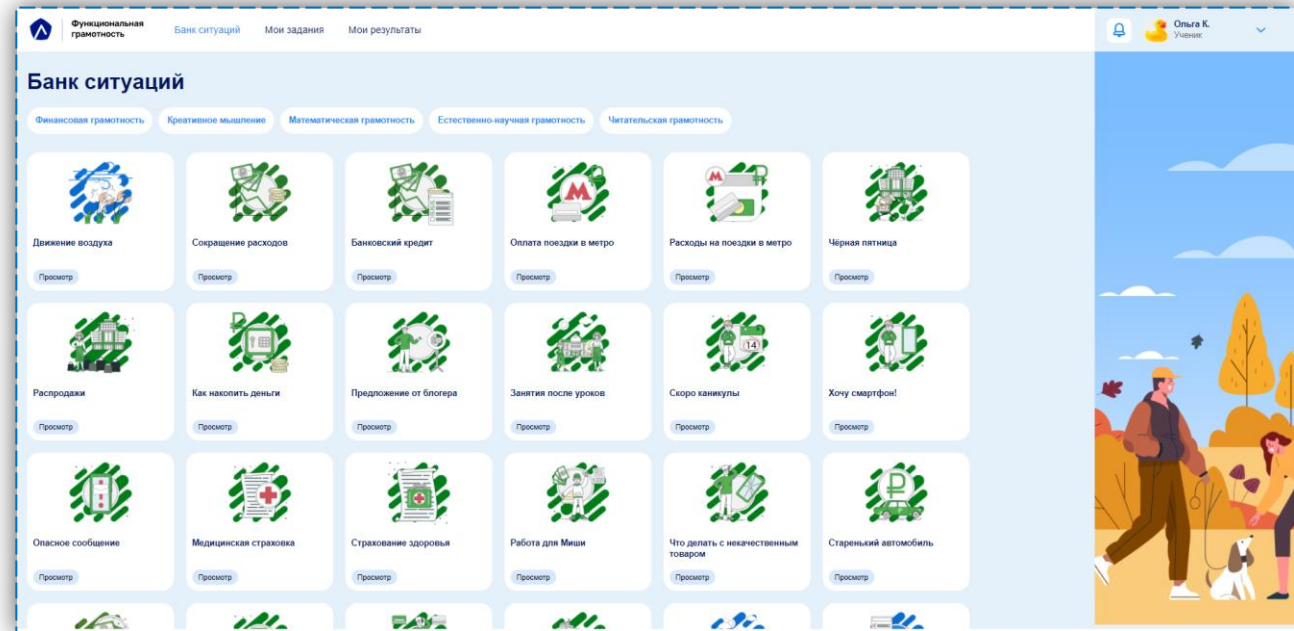 Функциональная
грамотность
Банк ситуаций
Мои задания
Мои результаты
Ольга К.
Ученик
Банк ситуаций
Финансовая грамотность
Креативное мышление
Математическая грамотность
Естественно-научная грамотность
Читательская грамотность
Движение воздуха
Сокращение расходов
Банковский кредит
Оплата поездки в метро
Расходы на поездки в метро
Чёрная пятница
Просмотр
Просмотр
Просмотр
Просмотр
Просмотр
Просмотр
Распродажи
Как накопить деньги
Предложение от блогера
Занятия после уроков
Скоро каникулы
Хочу смартфон!
14
Просмотр
Просмотр
Просмотр
Просмотр
Просмотр
Просмотр
Опасное сообщение
Медицинская страховка
Страхование здоровья
Работа для Миши
Что делать с некачественным
товаром
Старенький автомобиль
Просмотр
Просмотр
Просмотр
Просмотр
Просмотр
Просмотр